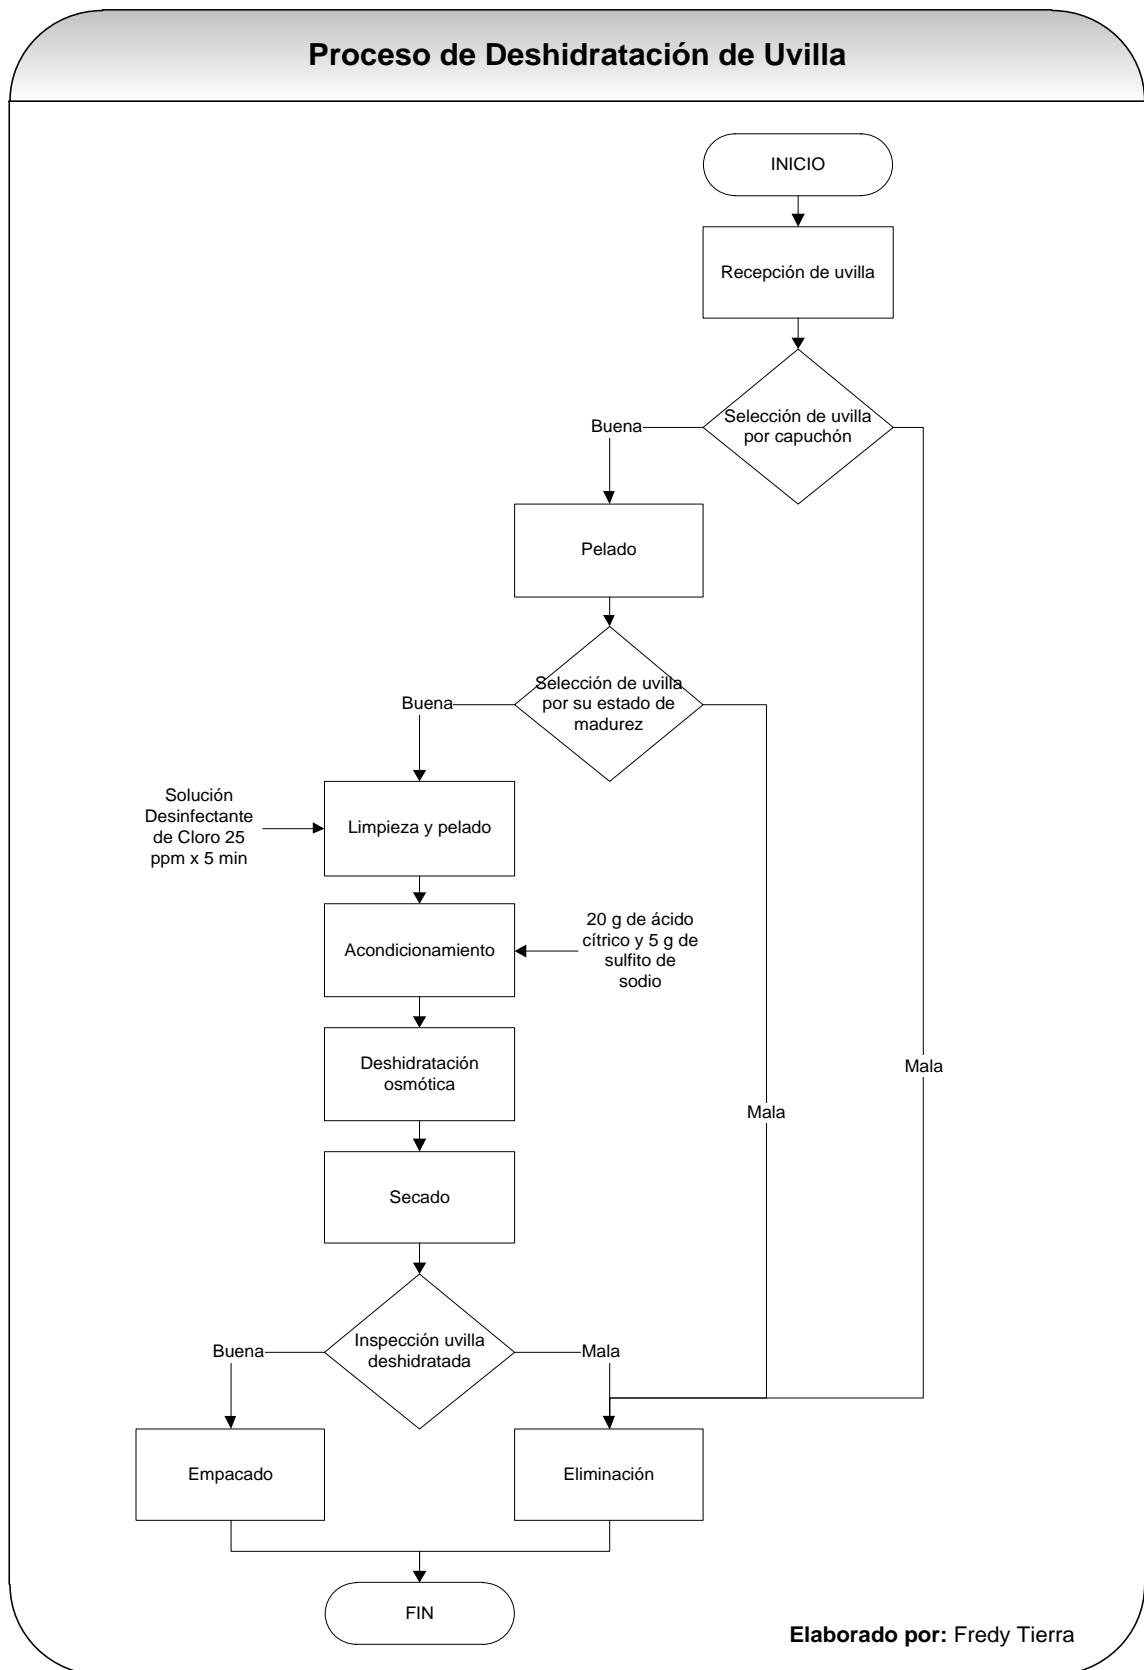 Proceso de Deshidratación de Uvilla
INICIO
Recepción de uvilla
Selección de uvilla
por capuchón
Buena
Pelado
Selección de uvilla
por su estado de
madurez
Buena
Solución
Desinfectante
de Cloro 25
ppm x 5 min
Limpieza y pelado
20 g de ácido
cítrico y 5 g de
sulfito de
sodio
Acondicionamiento
Deshidratación
osmótica
Mala
Mala
Secado
Inspección uvilla
deshidratada
Buena
Mala
Empacado
Eliminación
FIN
Elaborado por: Fredy Tierra